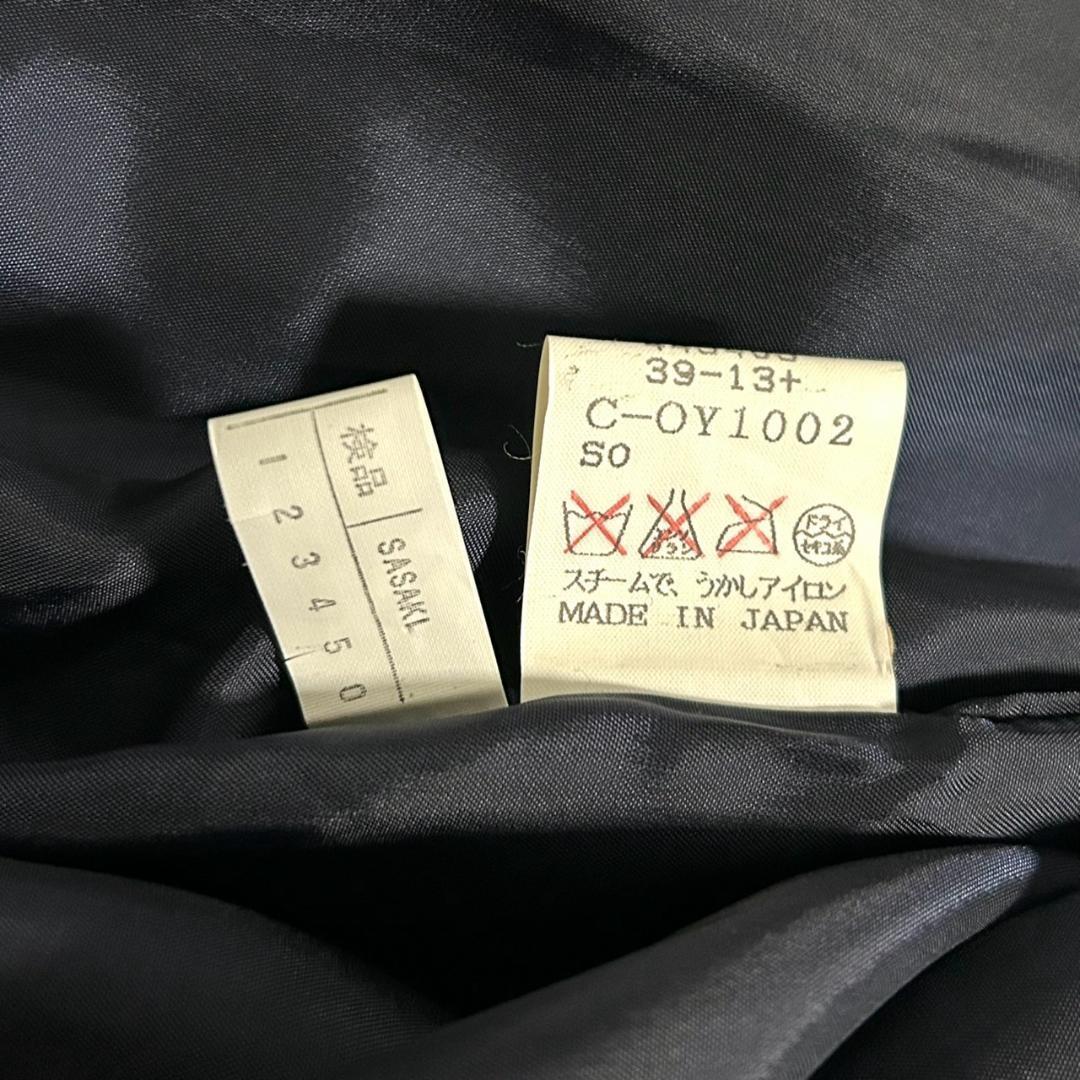 検品 SASAKI
1 2 3 4 5 0
39-13+
C-OY1002
SO
ドライ
セキユ系
スチームで、うかしアイロン
MADE IN JAPAN